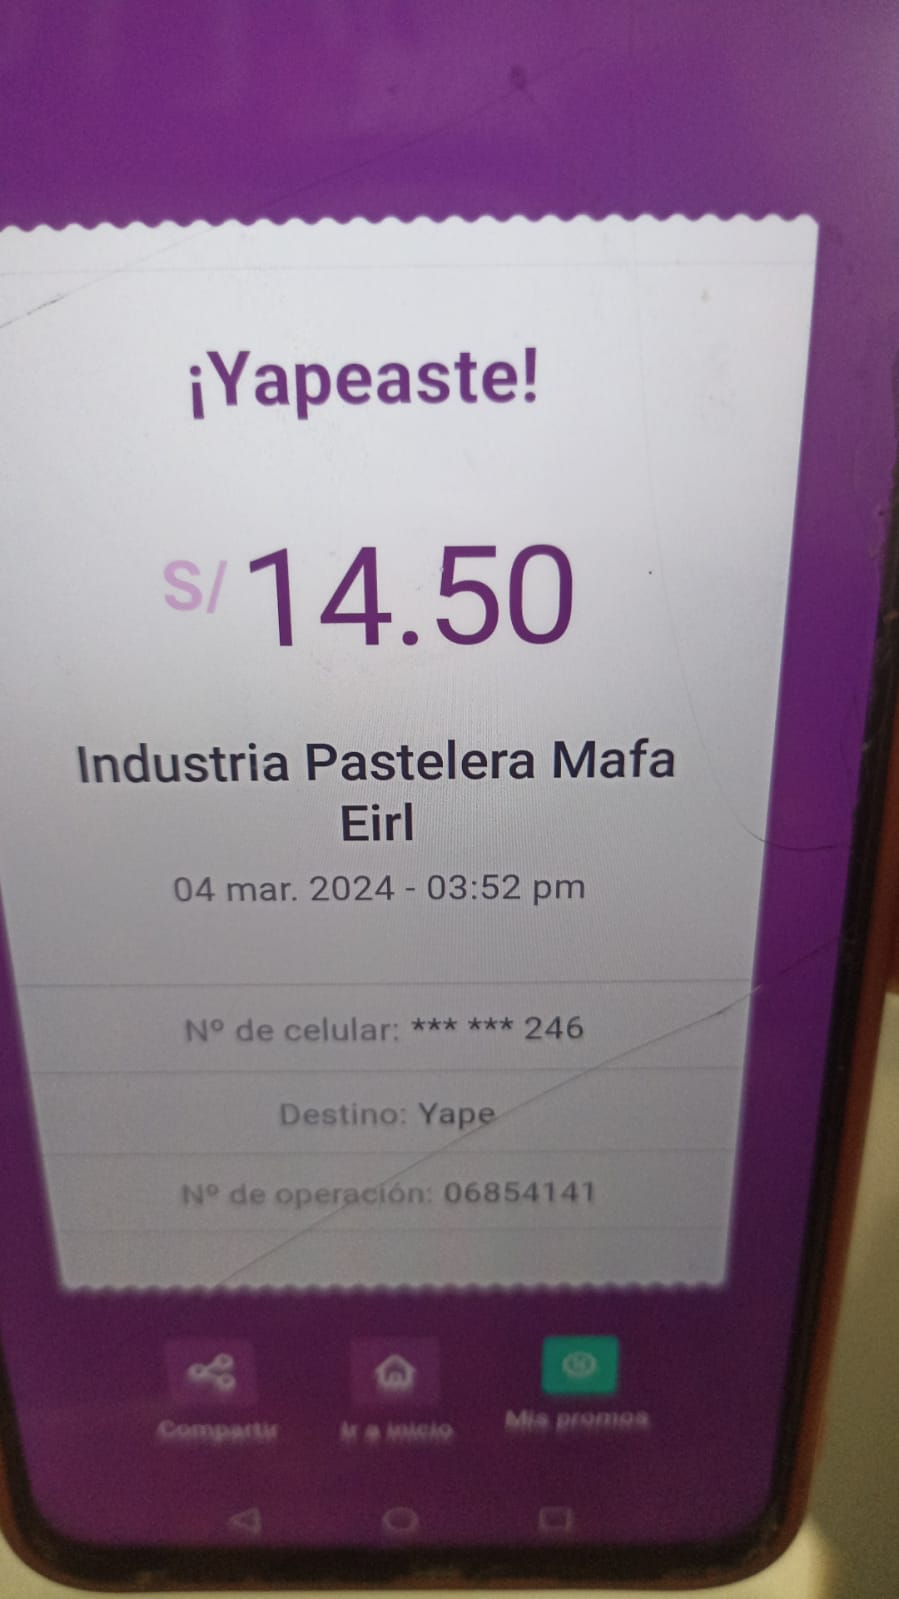 ¡Yapeaste!
S/ 14.50
Industria Pastelera Mafa
Eirl
04 mar. 2024 - 03:52 pm
Nº de celular: *** *** 246
Destino: Yape
Nº de operación: 06854141
Compartir
Ir a inicio
Mis promos